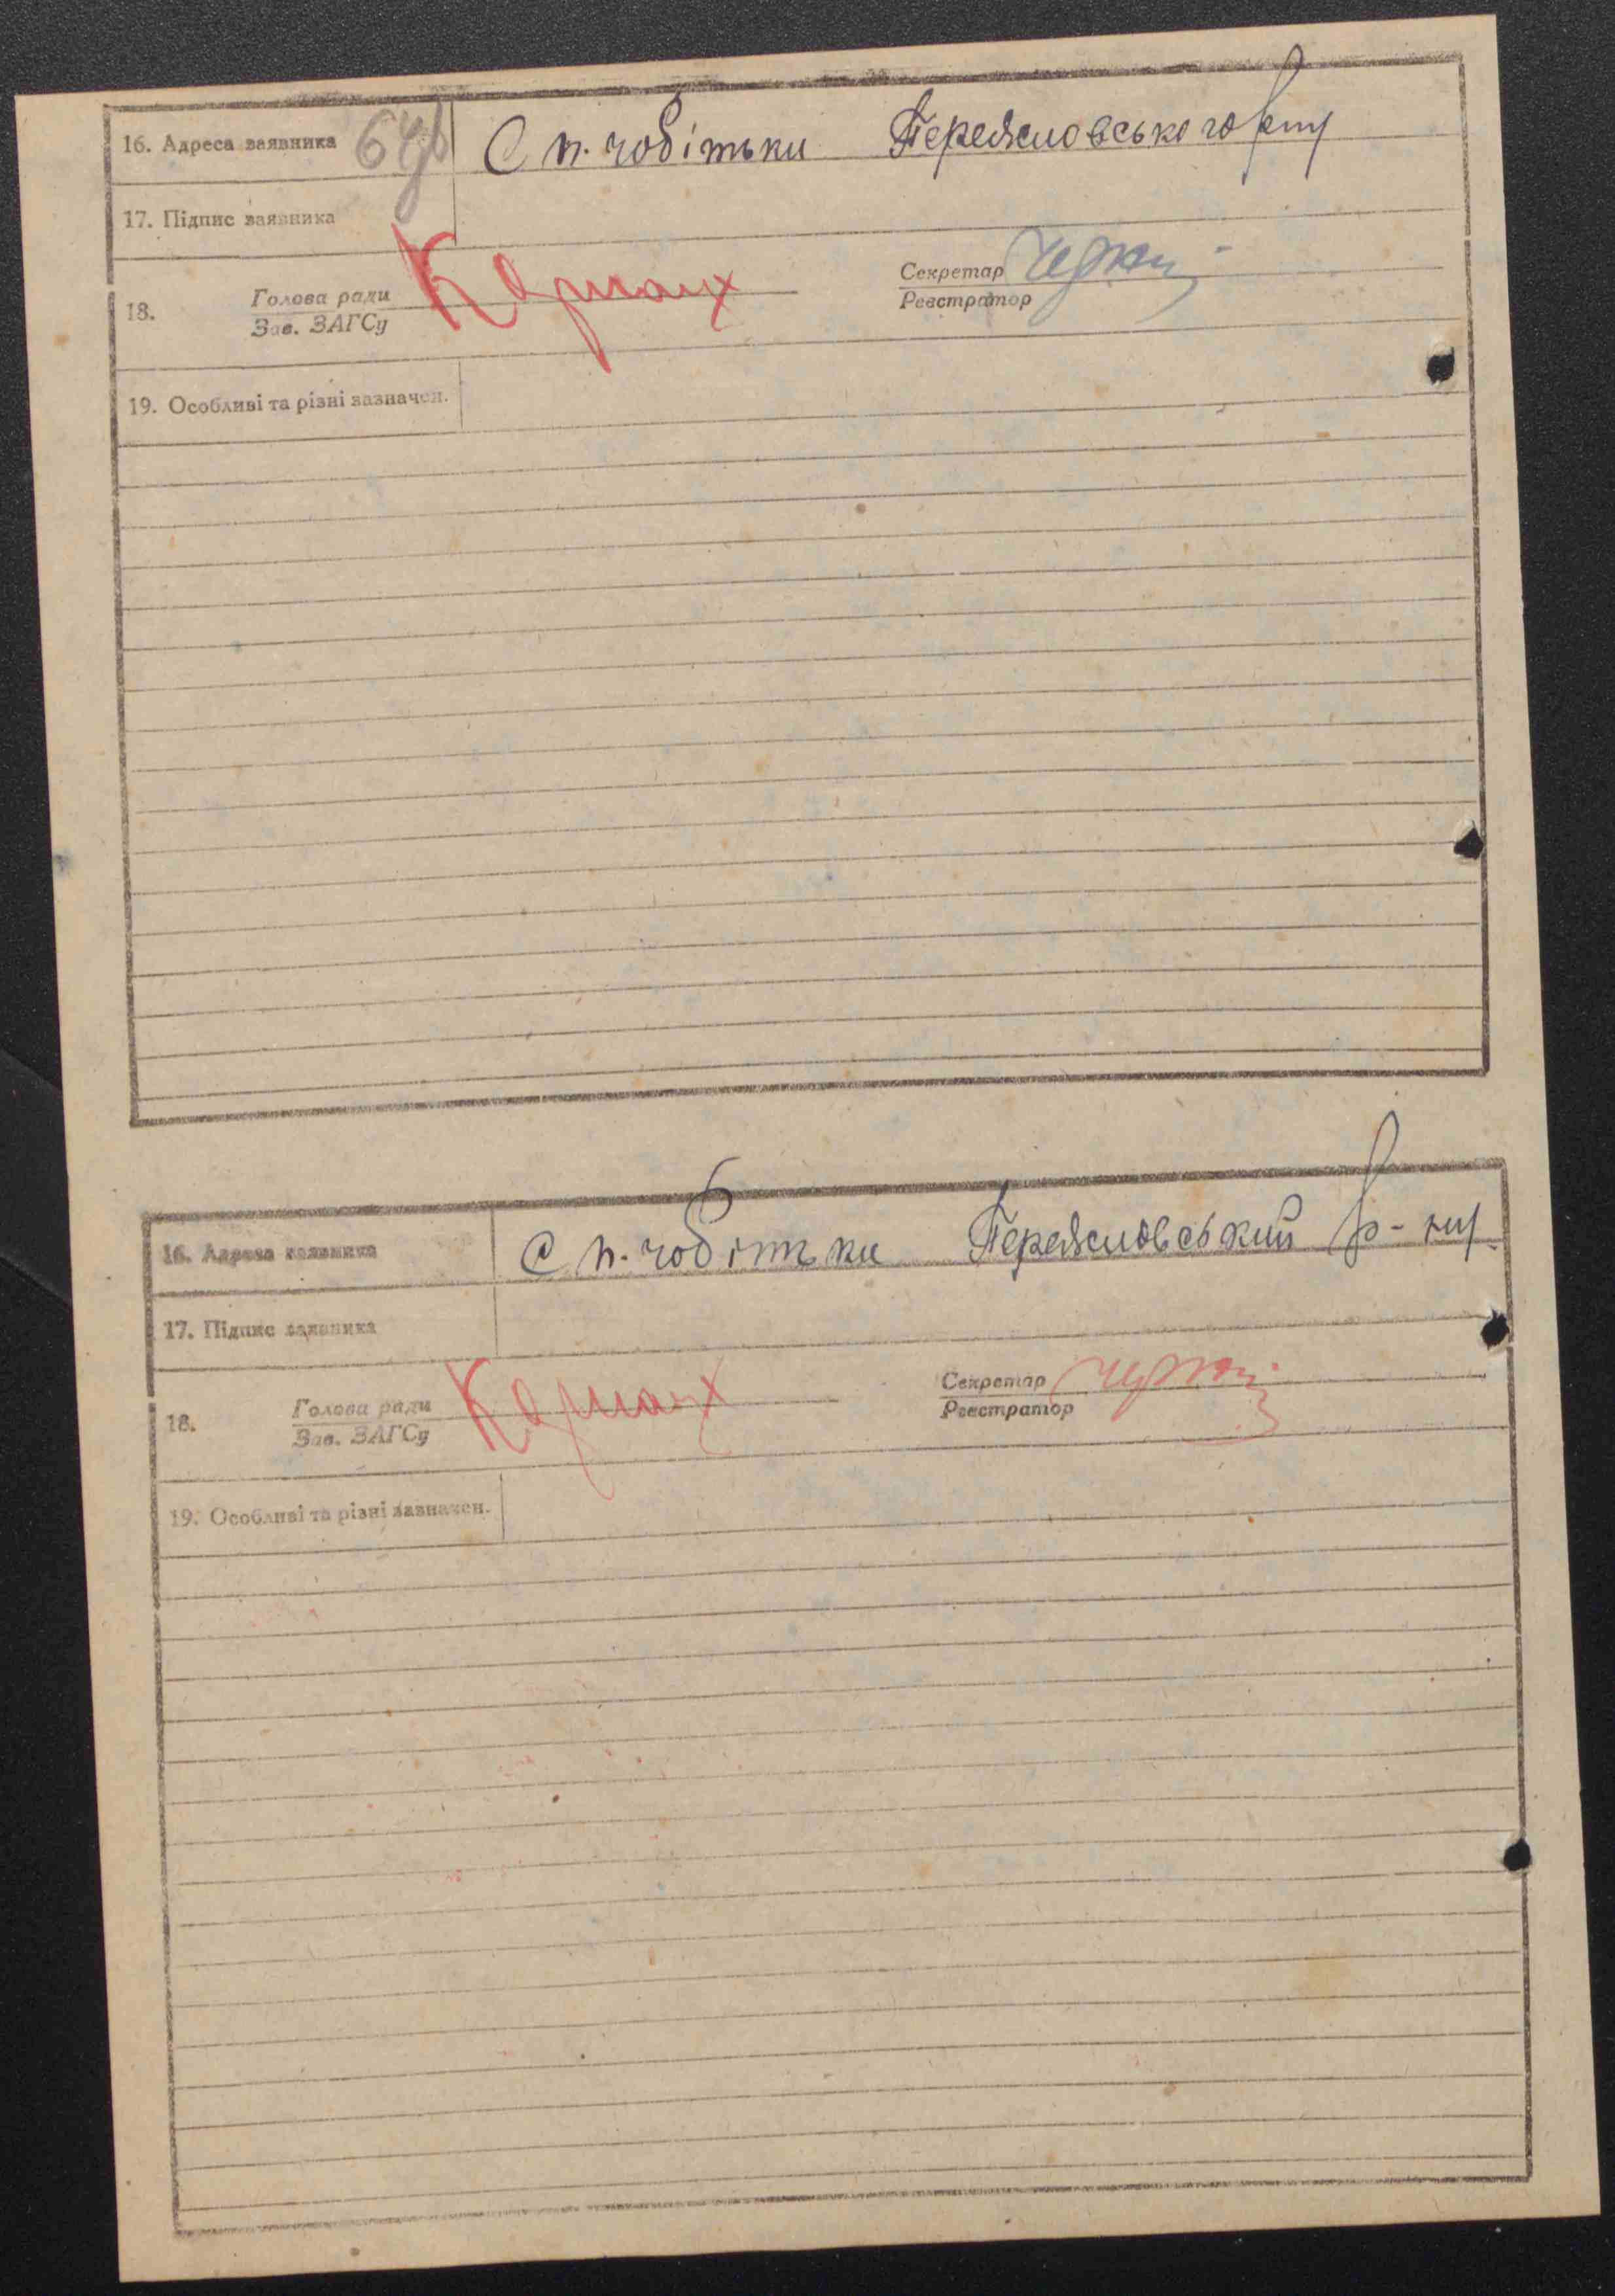 16. Адреса заявника С п. чобітьки Переяславського р-ну
17. Підпис заявника
18. Голова ради Кармах Секретар
Зав. ЗАГСу Реєстратор
19. Особливі та різні зазначен.
16. Адреса заявника С п. чобітьки Переяславський р-ну
17. Підпис заявника
18. Голова ради Кармах Секретар
Зав. ЗАГСу Реєстратор
19. Особливі та різні зазначен.